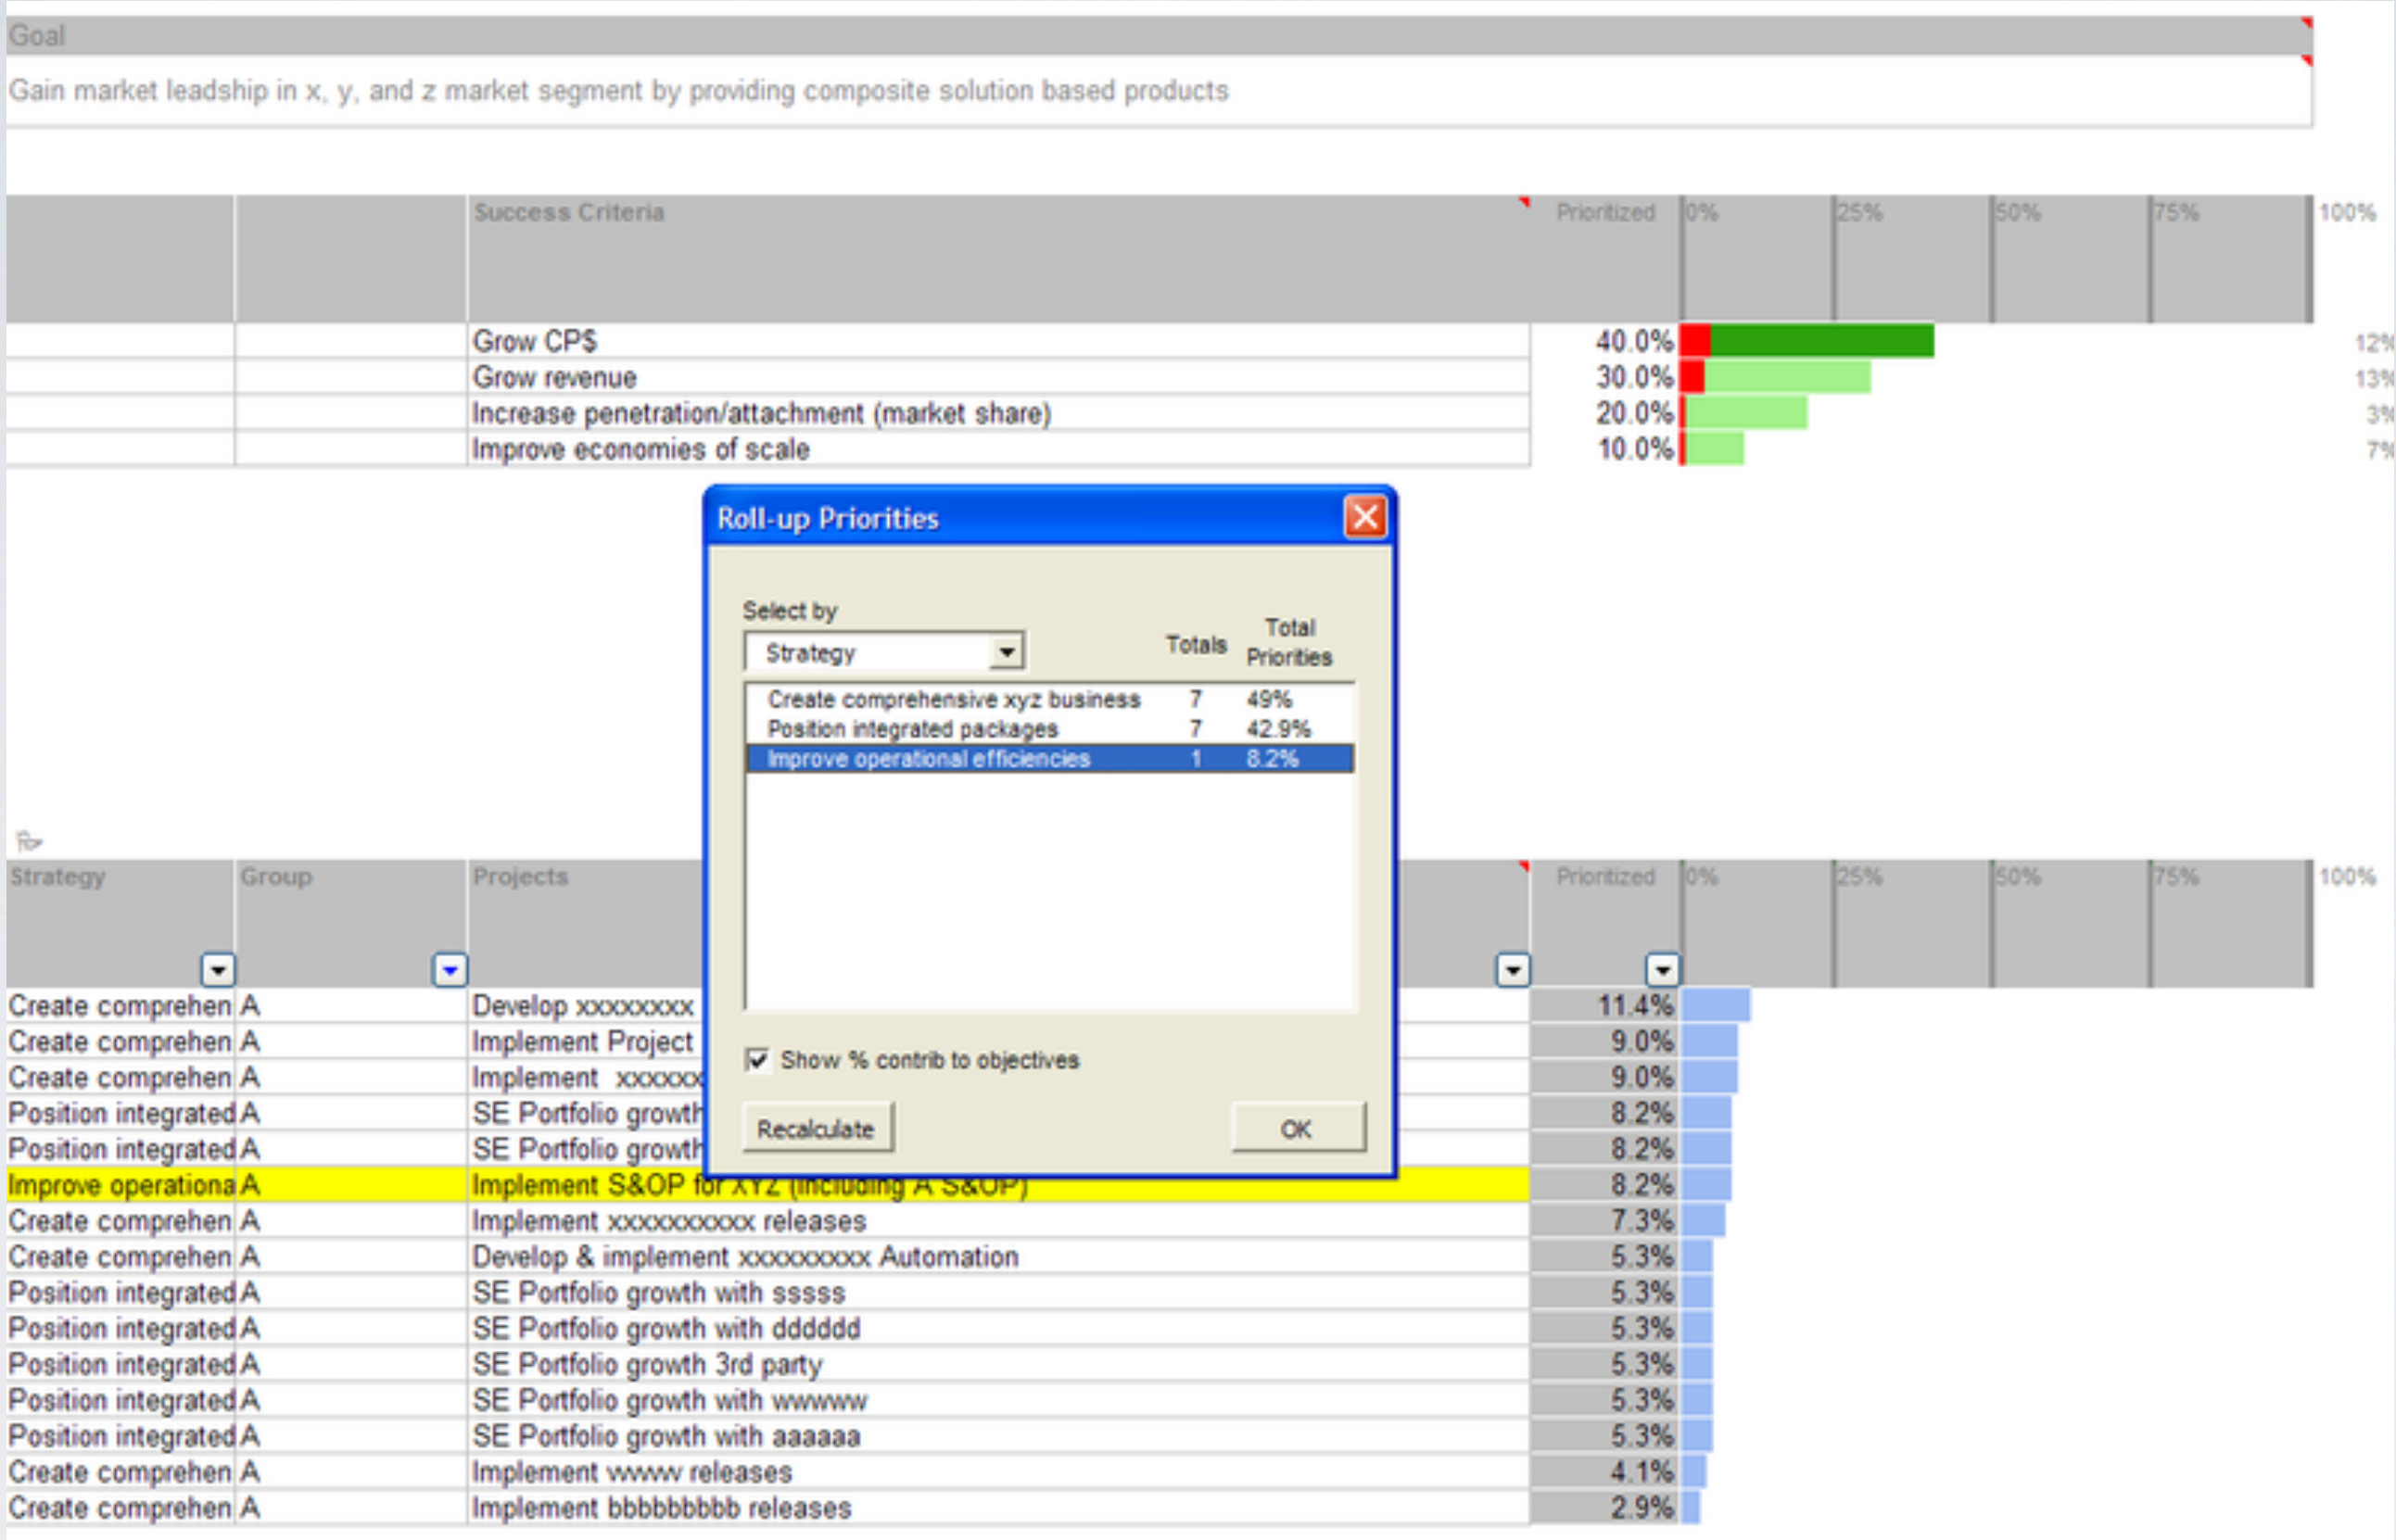 Goal
Gain market leadship in x, y, and z market segment by providing composite solution based products
Success Criteria Prioritized 0% 25% 50% 75% 100%
Grow CP$ 40.0% 12%
Grow revenue 30.0% 13%
Increase penetration/attachment (market share) 20.0% 3%
Improve economies of scale 10.0% 7%
Roll-up Priorities
Select by
Strategy
Totals
Total
Priorities
Create comprehensive xyz business 7 49%
Position integrated packages 7 42.9%
Improve operational efficiencies 1 8.2%
Show % contrib to objectives
Recalculate OK
Strategy Group Projects Prioritized 0% 25% 50% 75% 100%
Create comprehen A Develop xxxxxxxx 11.4%
Create comprehen A Implement Project 9.0%
Create comprehen A Implement xxxxxx 9.0%
Position integrated A SE Portfolio growth 8.2%
Position integrated A SE Portfolio growth 8.2%
Improve operationa A Implement S&OP for XYZ (including A S&OP) 8.2%
Create comprehen A Implement xxxxxxxxxx releases 7.3%
Create comprehen A Develop & implement xxxxxxxxx Automation 5.3%
Position integrated A SE Portfolio growth with sssss 5.3%
Position integrated A SE Portfolio growth with dddddd 5.3%
Position integrated A SE Portfolio growth 3rd party 5.3%
Position integrated A SE Portfolio growth with wwwww 5.3%
Position integrated A SE Portfolio growth with aaaaaa 5.3%
Create comprehen A Implement releases 4.1%
Create comprehen A Implement bbbbbbbbbb releases 2.9%